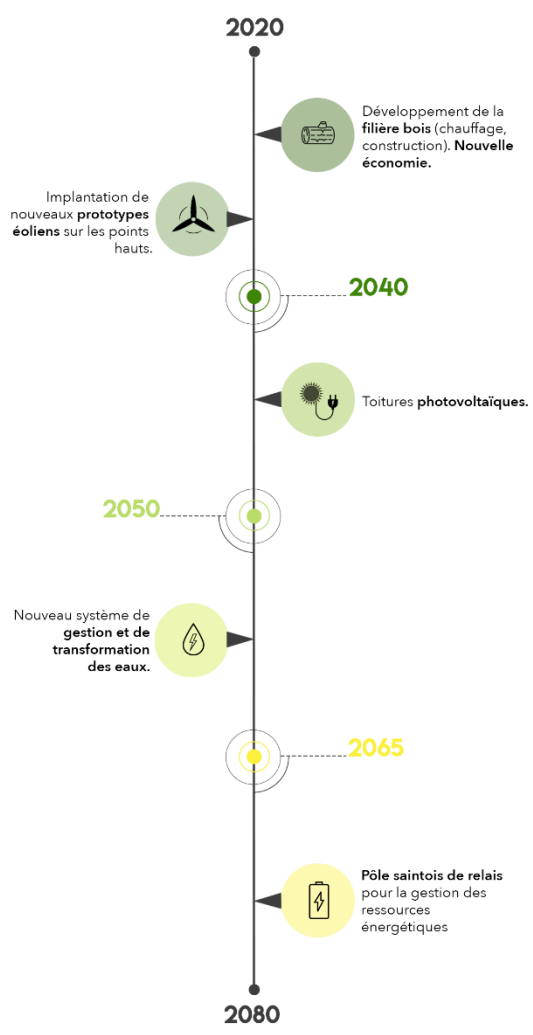 2020
Développement de la
filière bois (chauffage,
construction). Nouvelle
économie.
Implantation de
nouveaux prototypes
éoliens sur les points
hauts.
2040
Toitures photovoltaïques.
2050
Nouveau système de
gestion et de
transformation
des eaux.
2065
Pôle saintois de relais
pour la gestion des
ressources
énergétiques
2080